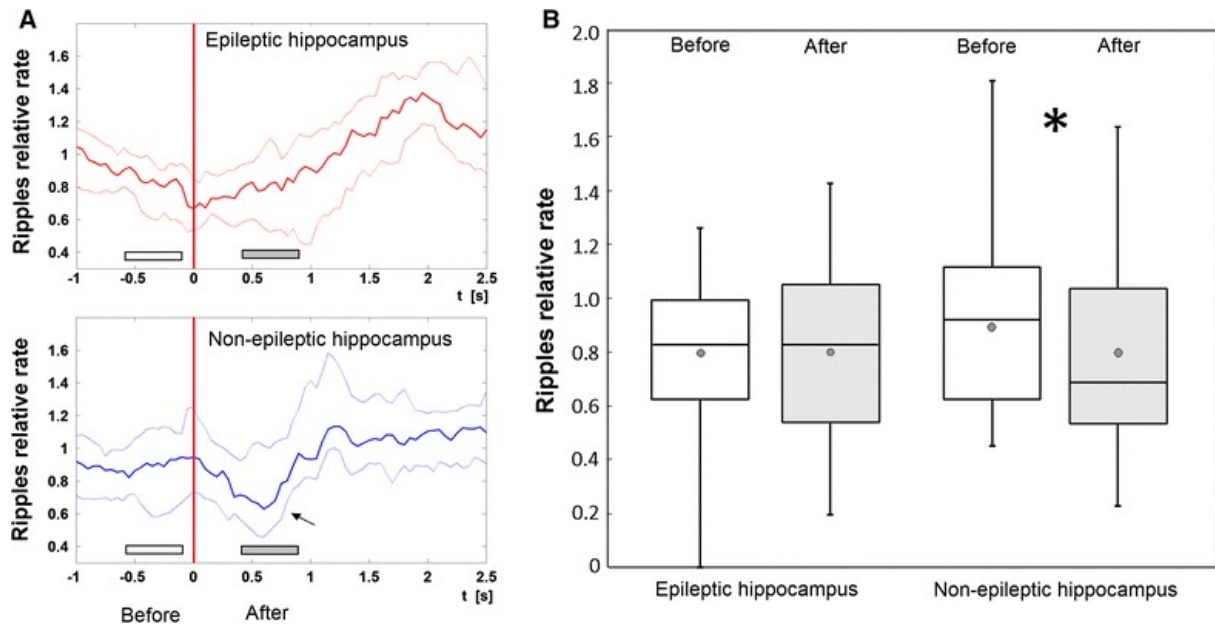 A
Epileptic hippocampus
Ripples relative rate
1.6
1.4
1.2
1
0.8
0.6
0.4
-1 -0.5 0 0.5 1 1.5 2 2.5
t [s]
Non-epileptic hippocampus
Ripples relative rate
1.6
1.4
1.2
1
0.8
0.6
0.4
-1 -0.5 0 0.5 1 1.5 2 2.5
t [s]
Before After
B
Ripples relative rate
2.0
1.8
1.6
1.4
1.2
1.0
0.8
0.6
0.4
0.2
0
Before After Before After
*
Epileptic hippocampus Non-epileptic hippocampus